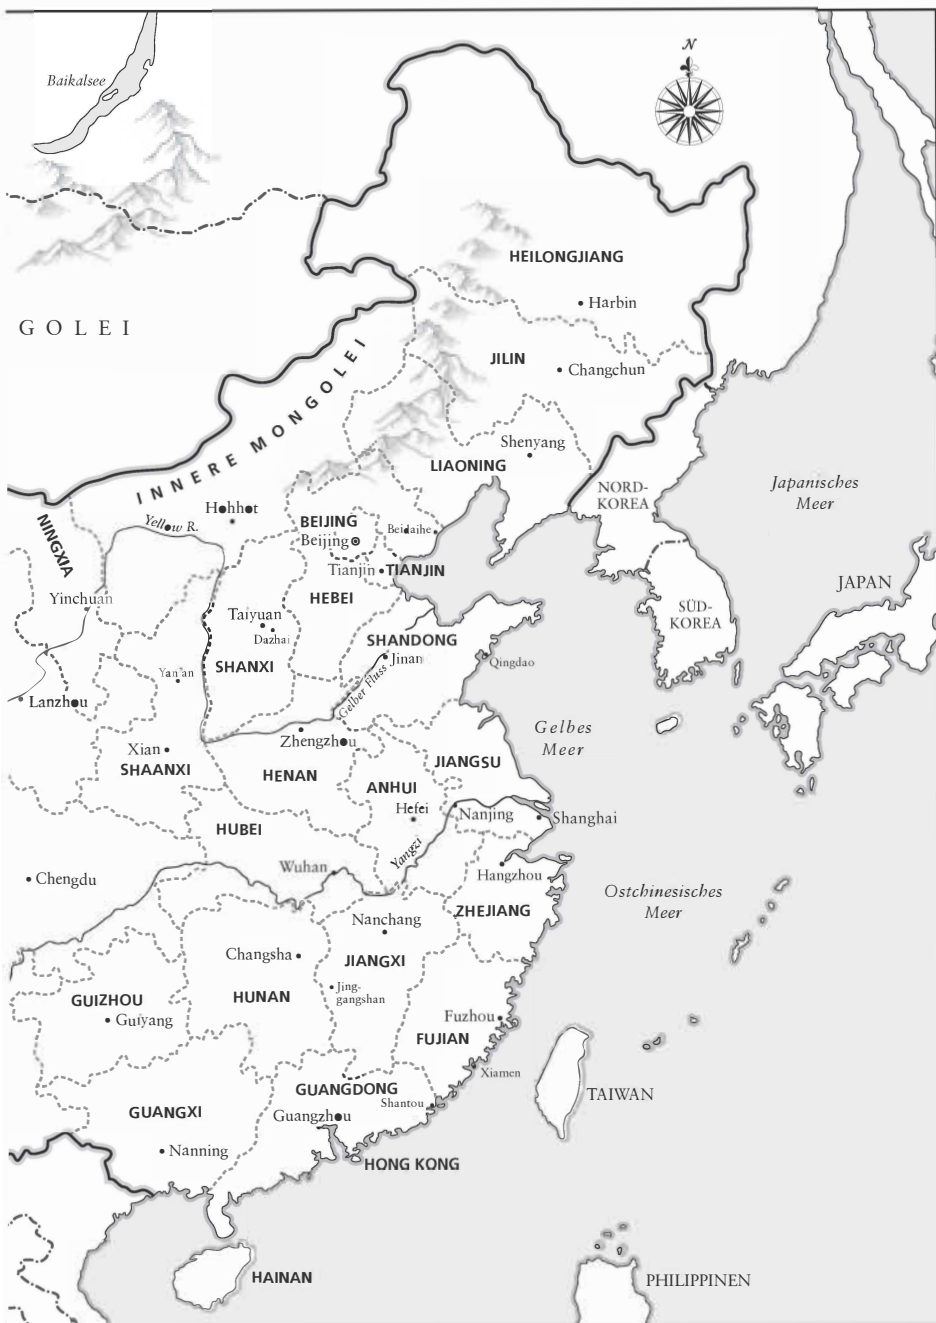 N
Baikalsee
HEILONGJIANG
Harbin
GOLEI
JILIN
Changchun
INNERE MONGOLEI
Shenyang
LIAONING
NORD-
KOREA
Japanisches
Meer
Hohhot
Yellow R.
NINGXIA
BEIJING
Beijing
Beidaihe
Tianjin
TIANJIN
HEBEI
JAPAN
Yinchuan
Taiyuan
Dazhai
SÜD-
KOREA
SHANDONG
Jinan
SHANXI
Qingdao
Yan'an
Gelber Fluss
Lanzhou
Gelbes
Meer
Zhengzhou
Xian
SHAANXI
HENAN
JIANGSU
ANHUI
Hefei
Nanjing
Shanghai
HUBEI
Yangzi
Wuhan
Hangzhou
Chengdu
Ostchinesisches
Meer
ZHEJIANG
Nanchang
Changsha
JIANGXI
Jing-
gangshan
GUIZHOU
HUNAN
Guiyang
Fuzhou
FUJIAN
Xiamen
GUANGDONG
Shantou
TAIWAN
GUANGXI
Guangzhou
Nanning
HONG KONG
HAINAN
PHILIPPINEN